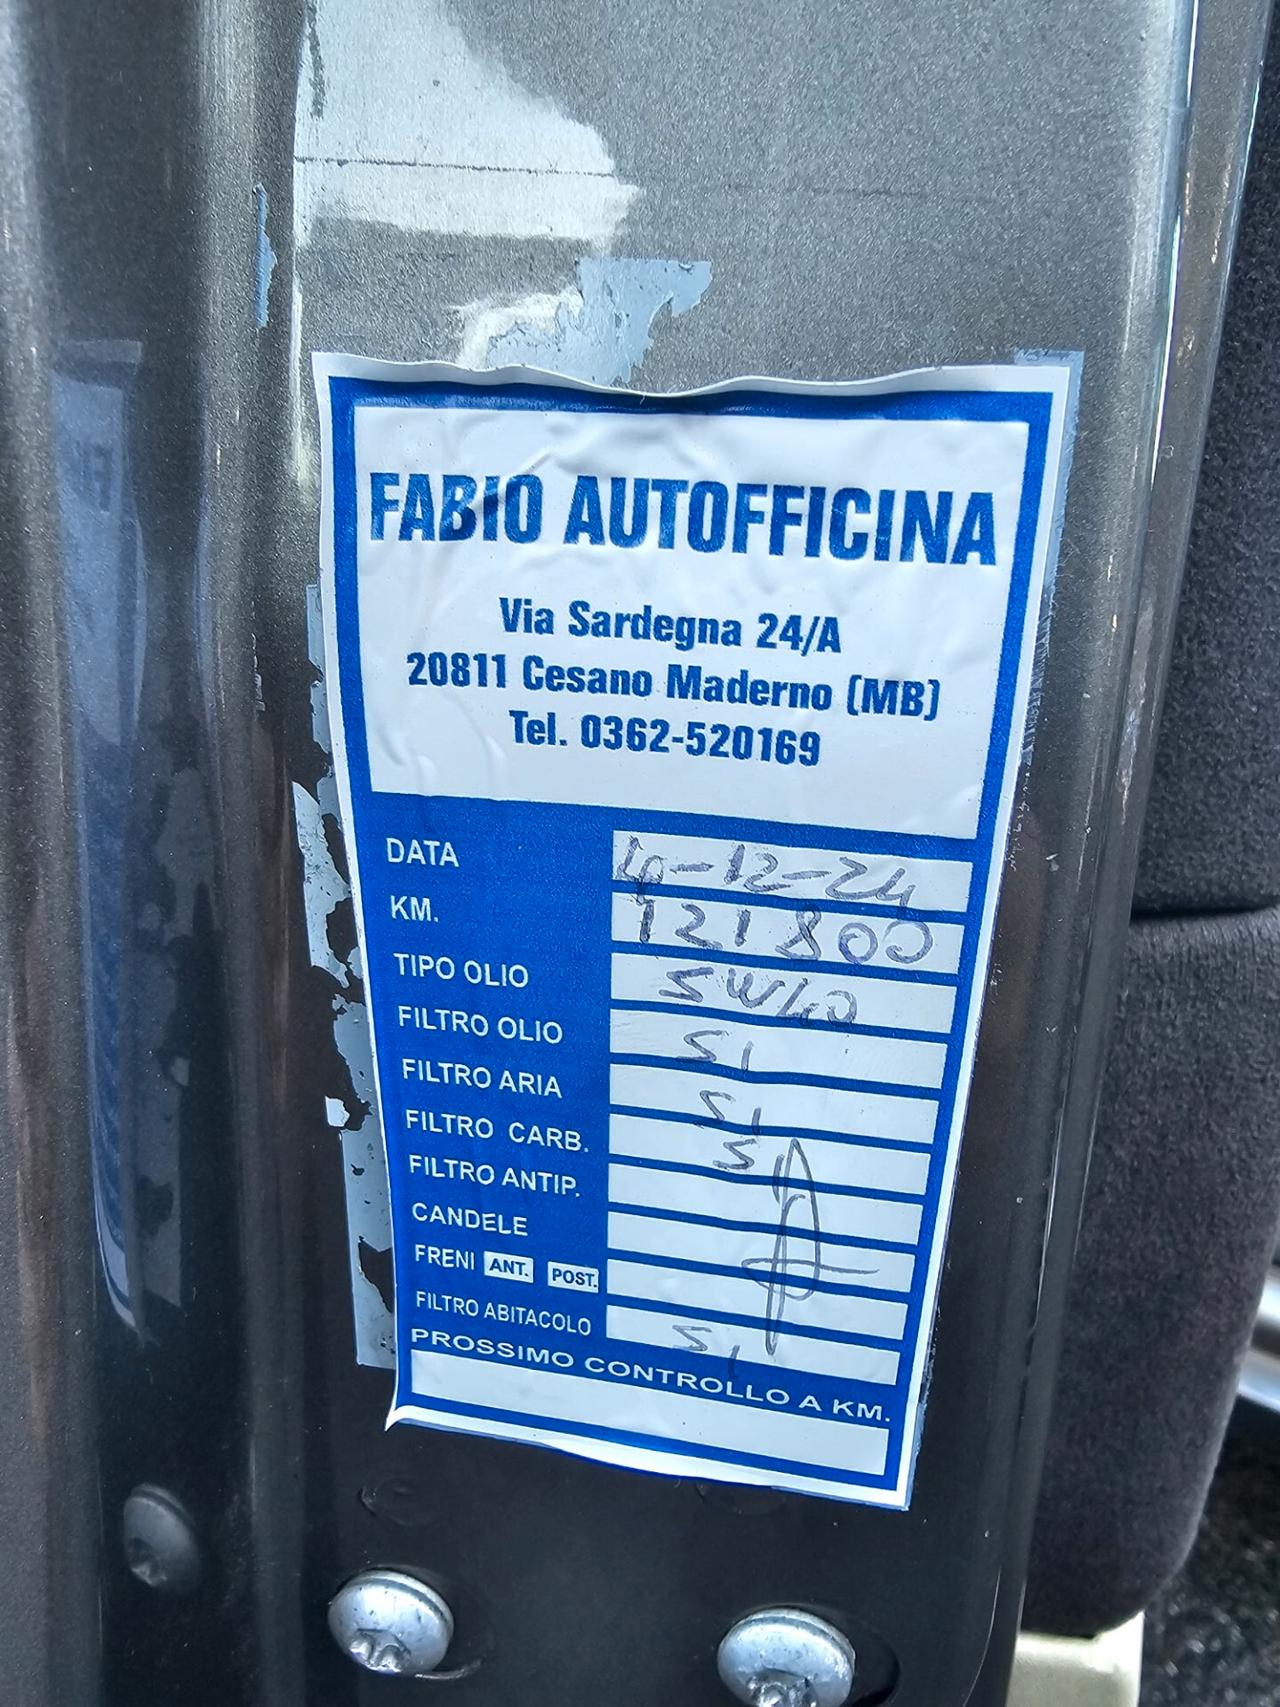 FABIO AUTOFFICINA
Via Sardegna 24/A
20811 Cesano Maderno (MB)
Tel. 0362-520169
DATA 4-12-24
KM. 121800
TIPO OLIO 5W40
FILTRO OLIO SI
FILTRO ARIA SI
FILTRO CARB. SI
FILTRO ANTIP.
CANDELE
FRENI ANT. POST.
FILTRO ABITACOLO SI
PROSSIMO CONTROLLO A KM.